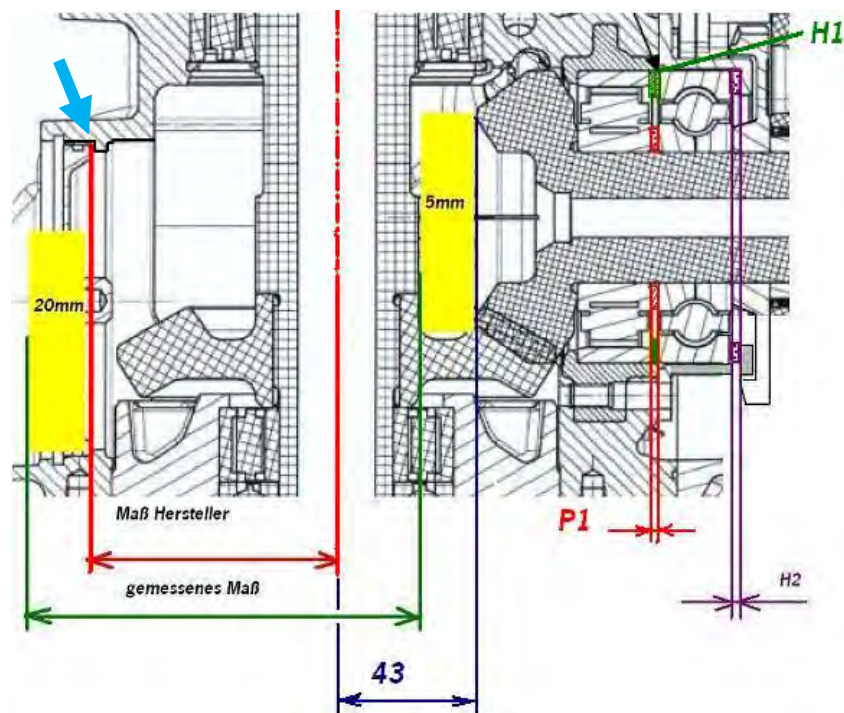 H1
5mm
20mm
Maß Hersteller
P1
gemessenes Maß
H2
43